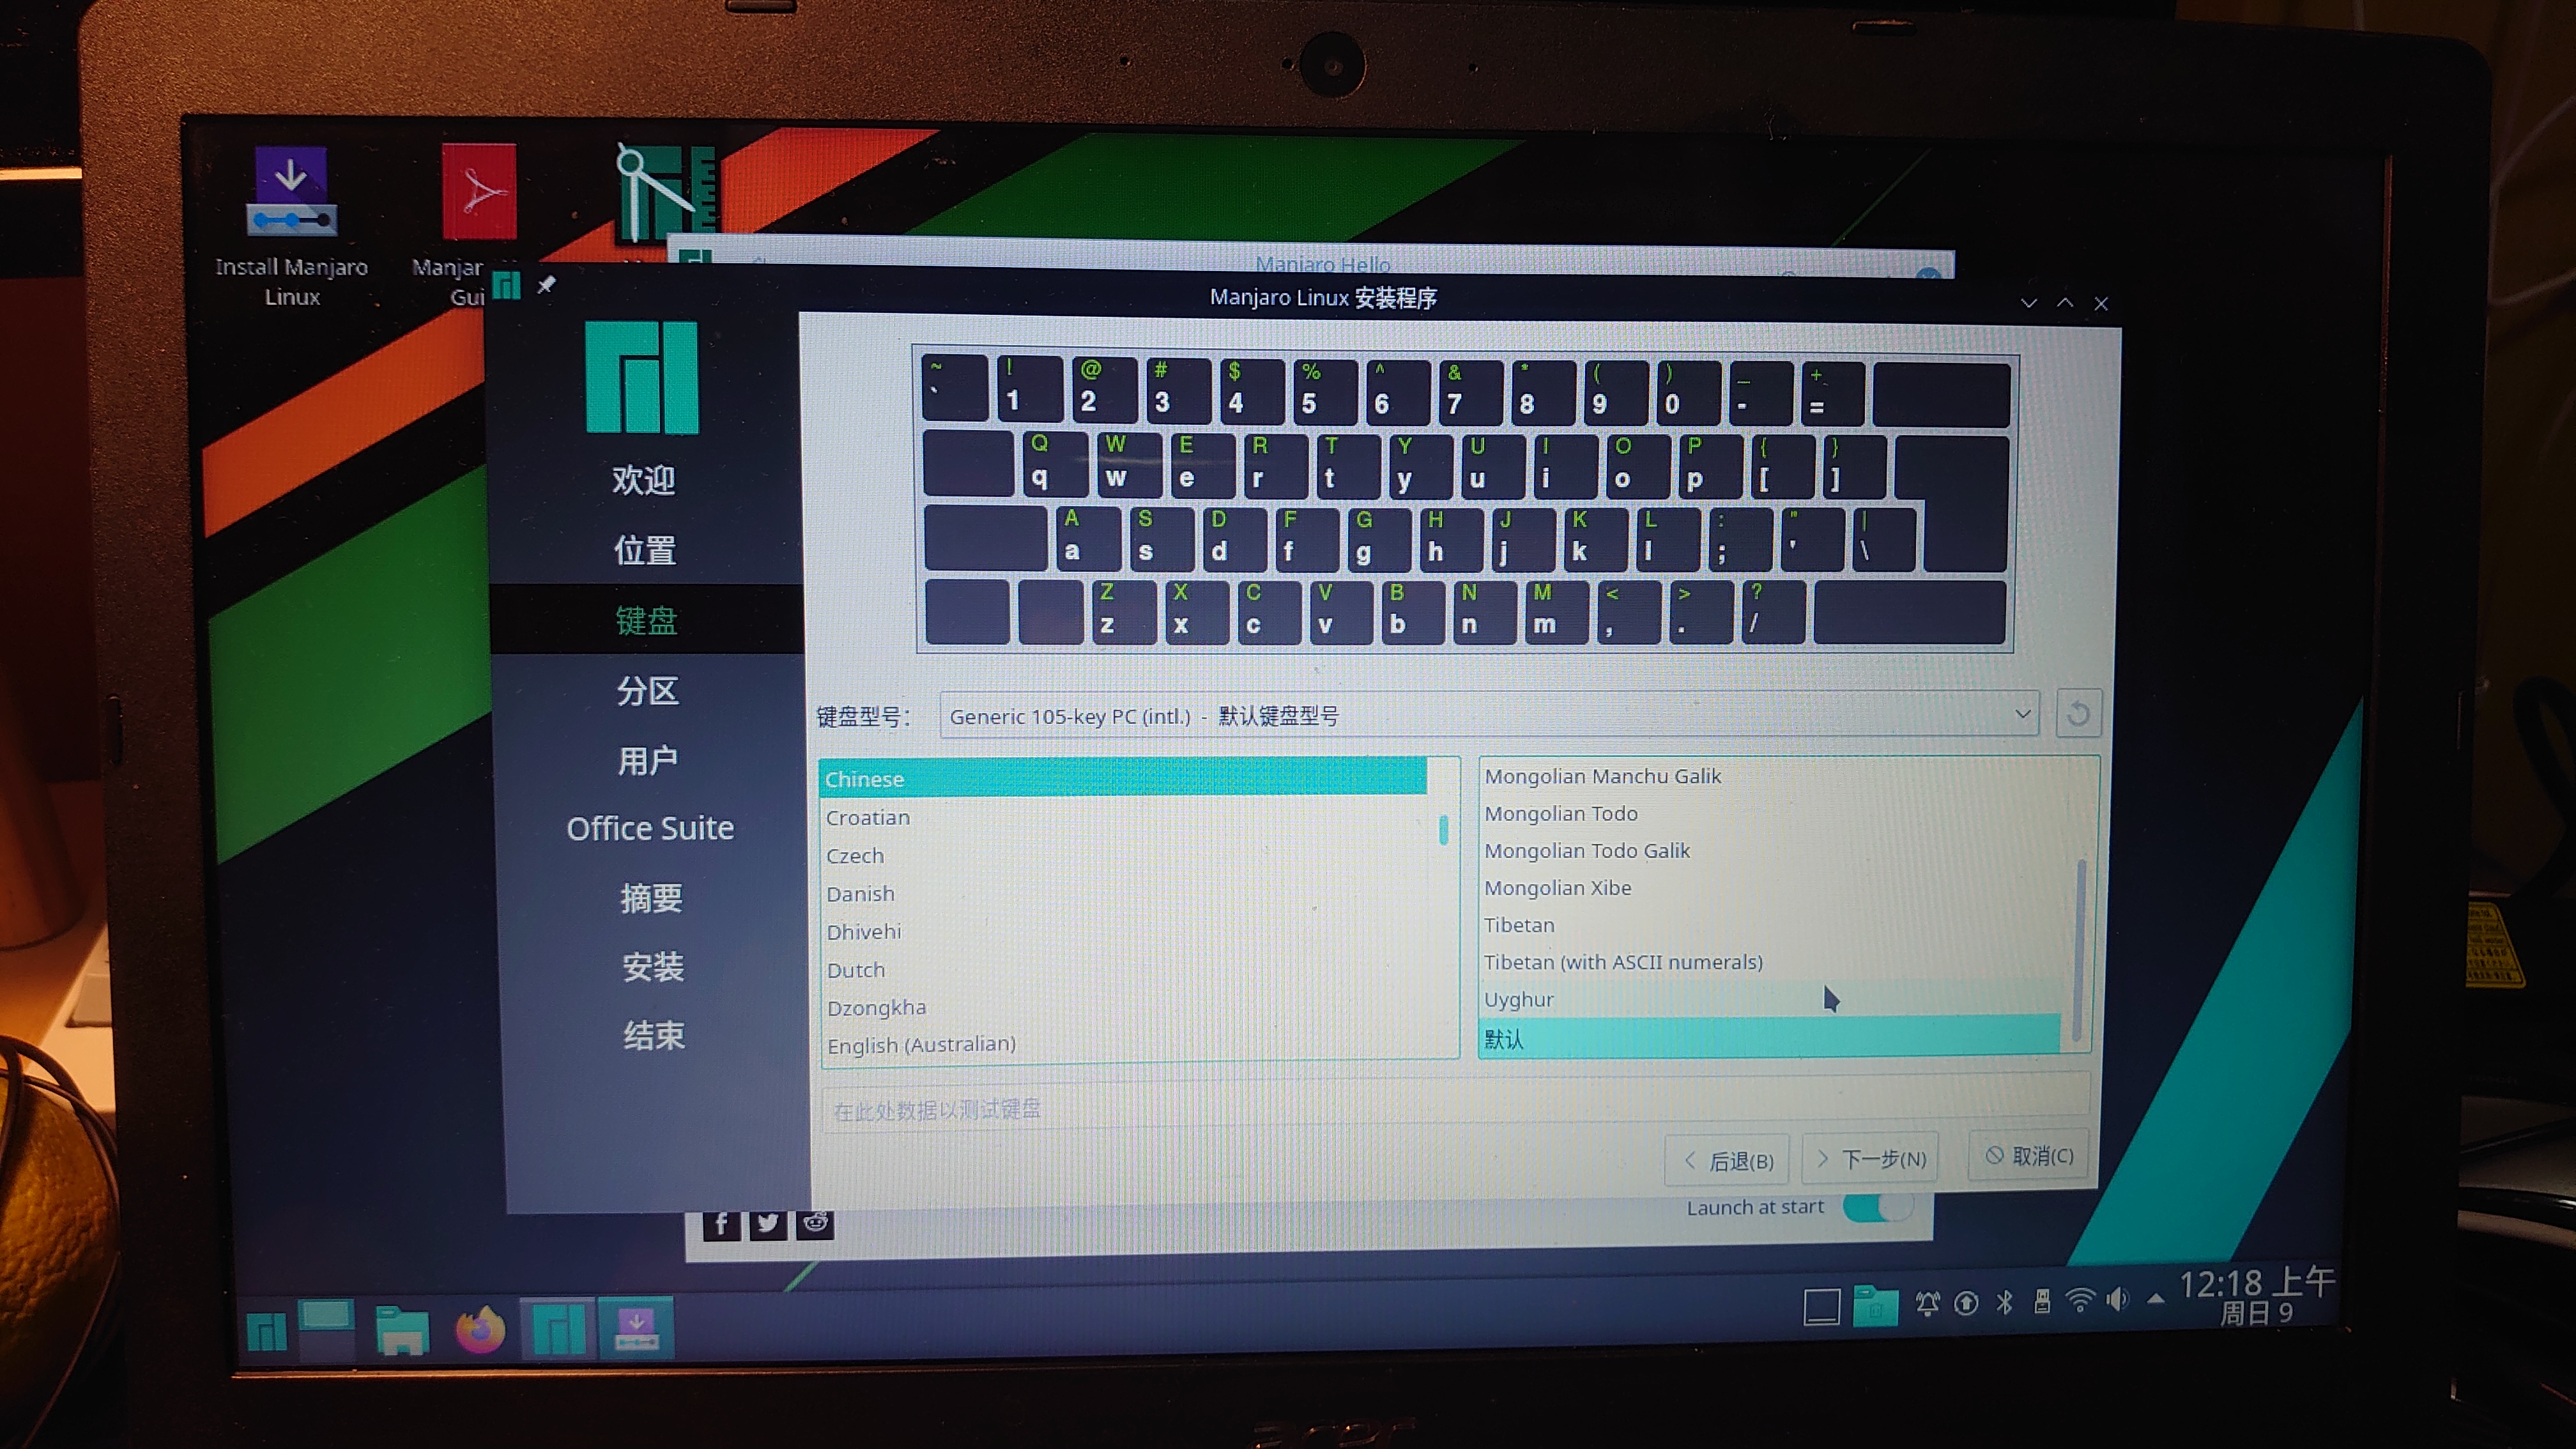 Install Manjaro
Linux
Manjar
Gui
Manjaro Hello
Manjaro Linux 安装程序
欢迎
位置
键盘
分区
用户
Office Suite
摘要
安装
结束
~ ! @ # $ % ^ & * ( ) _ +
` 1 2 3 4 5 6 7 8 9 0 - =
Q W E R T Y U I O P { }
q w e r t y u i o p [ ]
A S D F G H J K L : " |
a s d f g h j k l ; ' \
Z X C V B N M < > ?
z x c v b n m , . /
键盘型号： Generic 105-key PC (intl.) - 默认键盘型号
Chinese
Croatian
Czech
Danish
Dhivehi
Dutch
Dzongkha
English (Australian)
Mongolian Manchu Galik
Mongolian Todo
Mongolian Todo Galik
Mongolian Xibe
Tibetan
Tibetan (with ASCII numerals)
Uyghur
默认
在此处数据以测试键盘
后退(B) 下一步(N) 取消(C)
Launch at start
12:18 上午
周日 9
acer